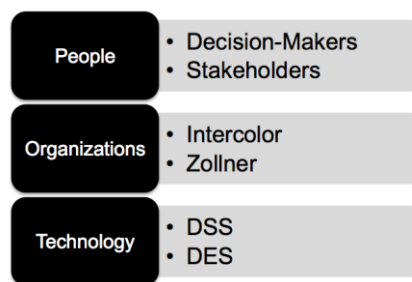 People
• Decision-Makers
• Stakeholders
Organizations
• Intercolor
• Zollner
Technology
• DSS
• DES